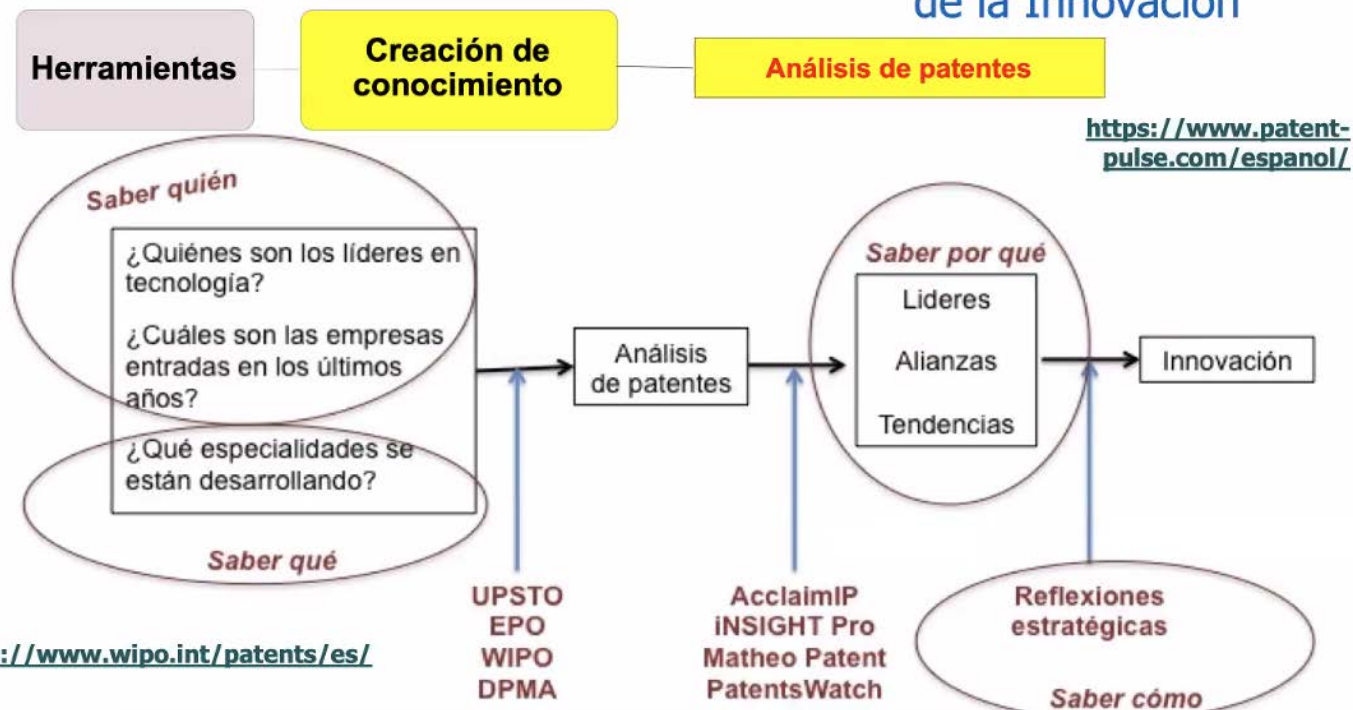 de la Innovación
Herramientas
Creación de
conocimiento
Análisis de patentes
https://www.patent-
pulse.com/espanol/
Saber quién
¿Quiénes son los líderes en
tecnología?
¿Cuáles son las empresas
entradas en los últimos
años?
¿Qué especialidades se
están desarrollando?
Saber qué
Análisis
de patentes
Saber por qué
Lideres
Alianzas
Tendencias
Innovación
UPSTO
EPO
WIPO
DPMA
AcclaimIP
iNSIGHT Pro
Matheo Patent
PatentsWatch
Reflexiones
estratégicas
Saber cómo
://www.wipo.int/patents/es/